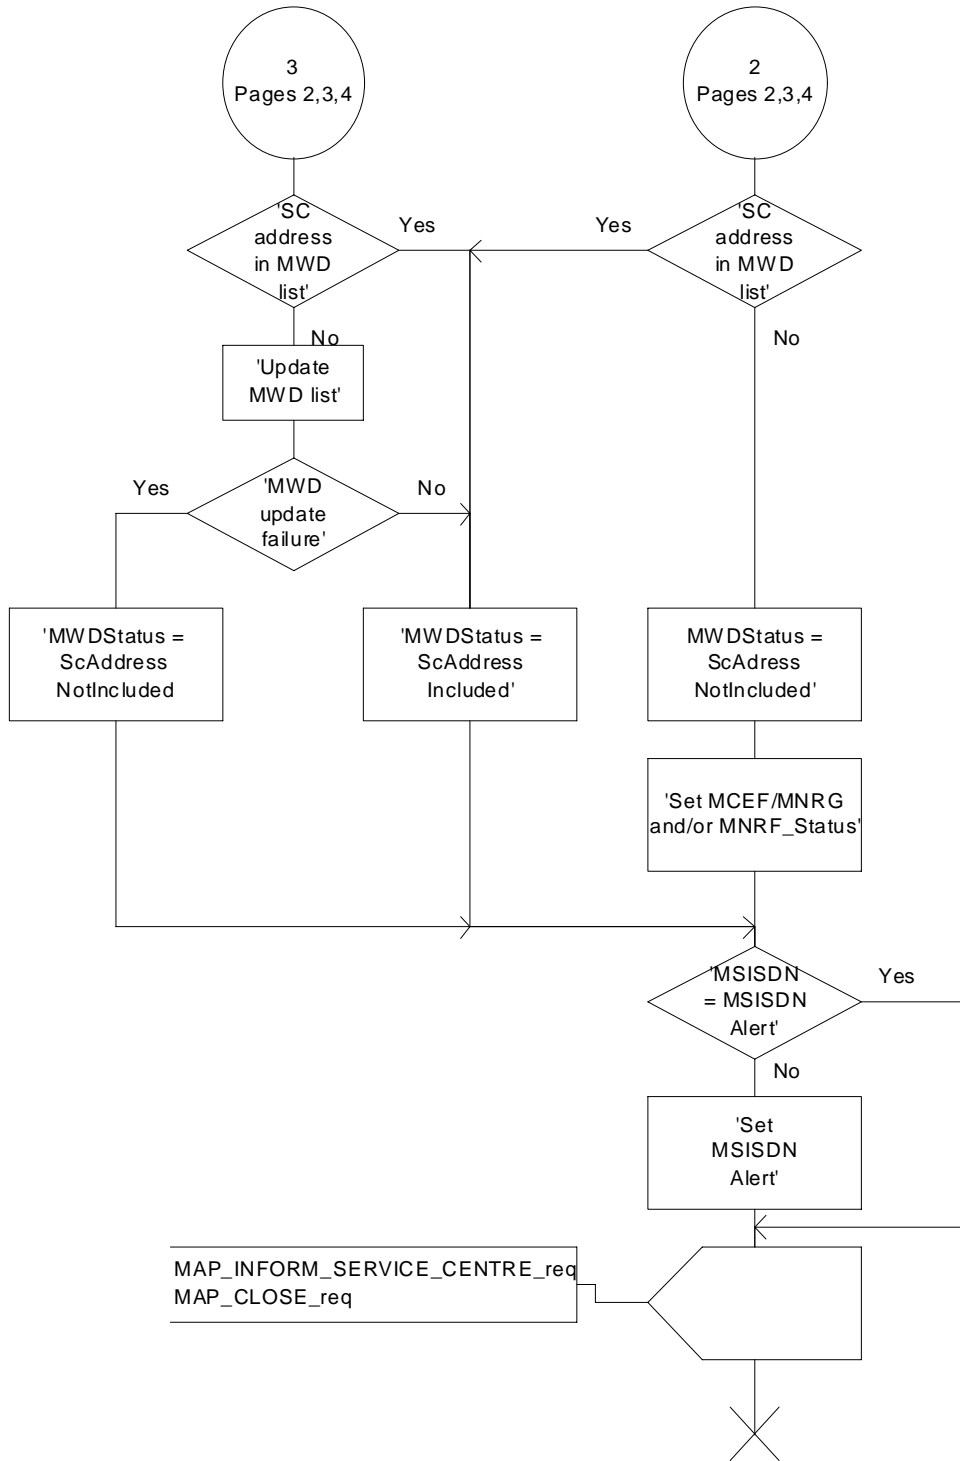 3
Pages 2,3,4
2
Pages 2,3,4
'SC
address
in MWD
list'
Yes
Yes
'SC
address
in MWD
list'
No
No
'Update
MWD list'
Yes
'MWD
update
failure'
No
'MWDStatus =
ScAddress
NotIncluded
'MWDStatus =
ScAddress
Included'
MWDStatus =
ScAdress
NotIncluded'
'Set MCEF/MNRG
and/or MNRF_Status'
'MSISDN
= MSISDN
Alert'
Yes
No
'Set
MSISDN
Alert'
MAP_INFORM_SERVICE_CENTRE_req
MAP_CLOSE_req